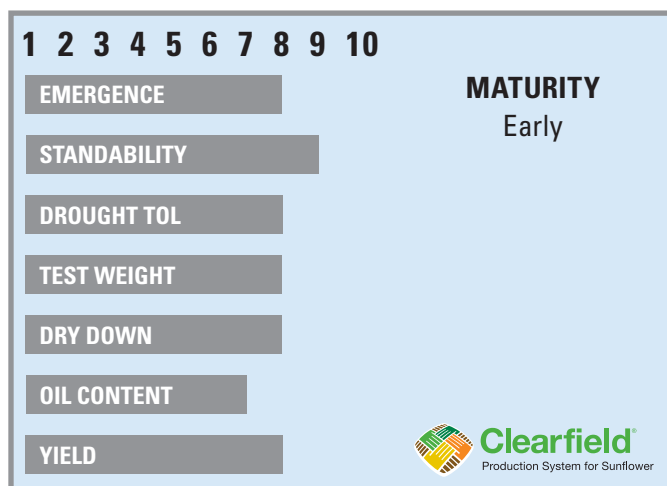 1 2 3 4 5 6 7 8 9 10
EMERGENCE
STANDABILITY
DROUGHT TOL
TEST WEIGHT
DRY DOWN
OIL CONTENT
YIELD
MATURITY
Early
Clearfield®
Production System for Sunflower